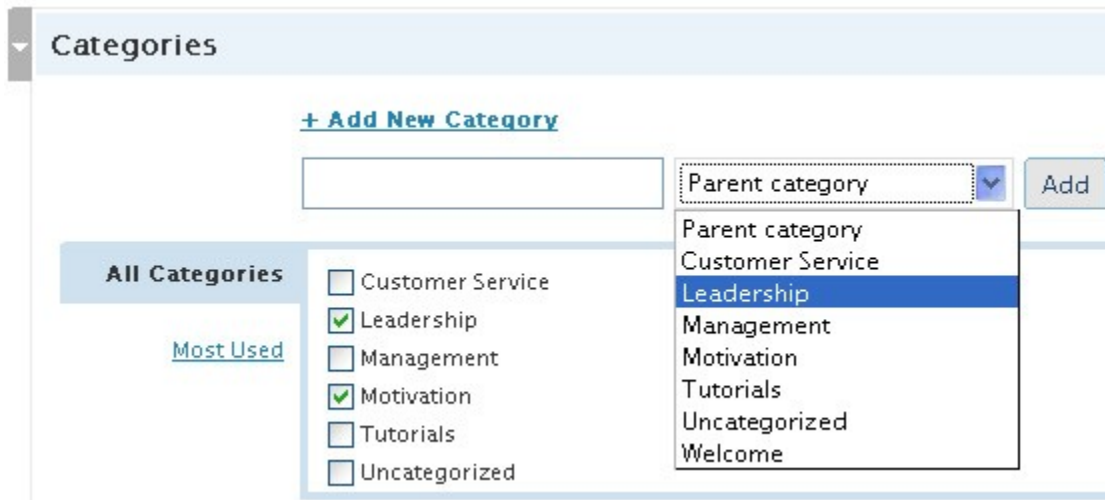 Categories
+ Add New Category
Parent category
Add
Parent category
Customer Service
Leadership
Management
Motivation
Tutorials
Uncategorized
Welcome
All Categories
Most Used
Customer Service
Leadership
Management
Motivation
Tutorials
Uncategorized